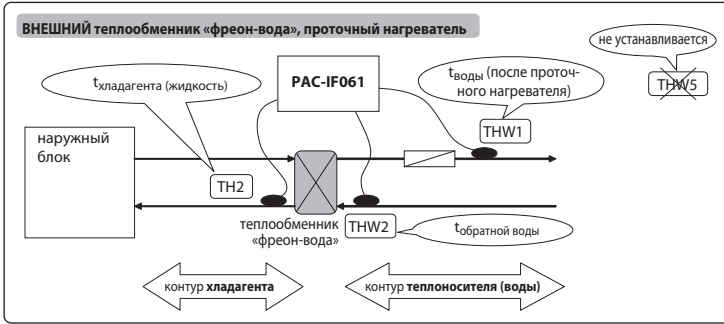 ВНЕШНИЙ теплообменник «фреон-вода», проточный нагреватель
не устанавливается
THW5
tхладагента (жидкость)
PAC-IF061
tводы (после проточ-
ного нагревателя)
THW1
наружный
блок
TH2
теплообменник
«фреон-вода»
THW2
tобратной воды
контур хладагента
контур теплоносителя (воды)